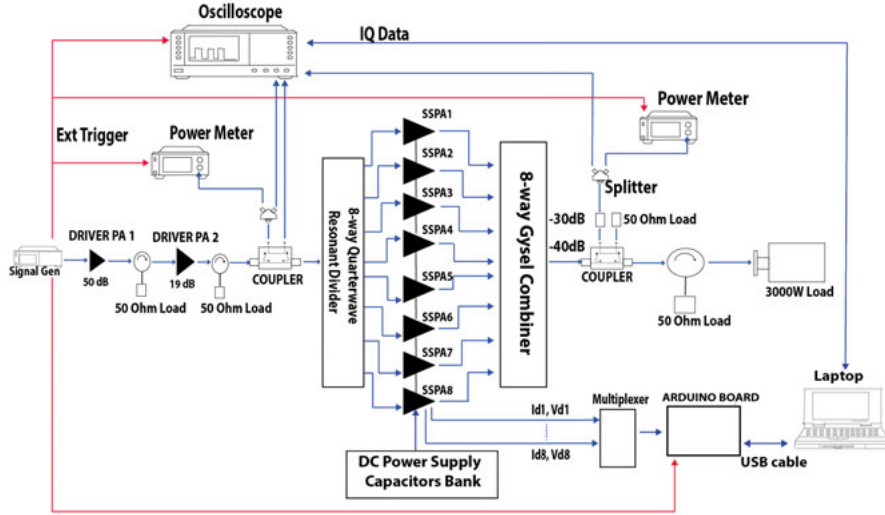 Oscilloscope
IQ Data
Power Meter
Ext Trigger
Power Meter
SSPA1
SSPA2
SSPA3
SSPA4
SSPA5
SSPA6
SSPA7
SSPA8
8-way Quarterwave
Resonant Divider
8-way Gysel Combiner
Splitter
-30dB
50 Ohm Load
-40dB
DRIVER PA 1
DRIVER PA 2
Signal Gen
50 dB
19 dB
COUPLER
COUPLER
50 Ohm Load
50 Ohm Load
50 Ohm Load
3000W Load
Laptop
Id1, Vd1
Id8, Vd8
Multiplexer
ARDUINO BOARD
USB cable
DC Power Supply
Capacitors Bank